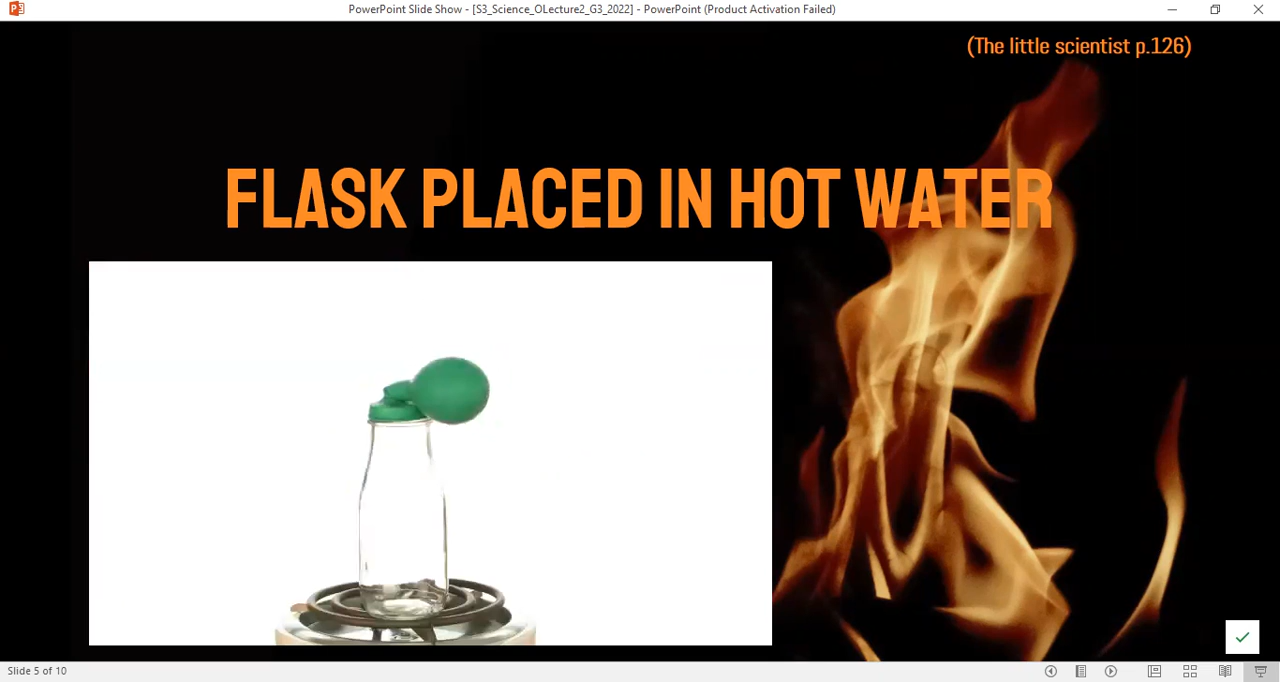 PowerPoint Slide Show - [S3_Science_OLecture2_G3_2022] - PowerPoint (Product Activation Failed)
(The little scientist p.126)
FLASK PLACED IN HOT WATER
Slide 5 of 10